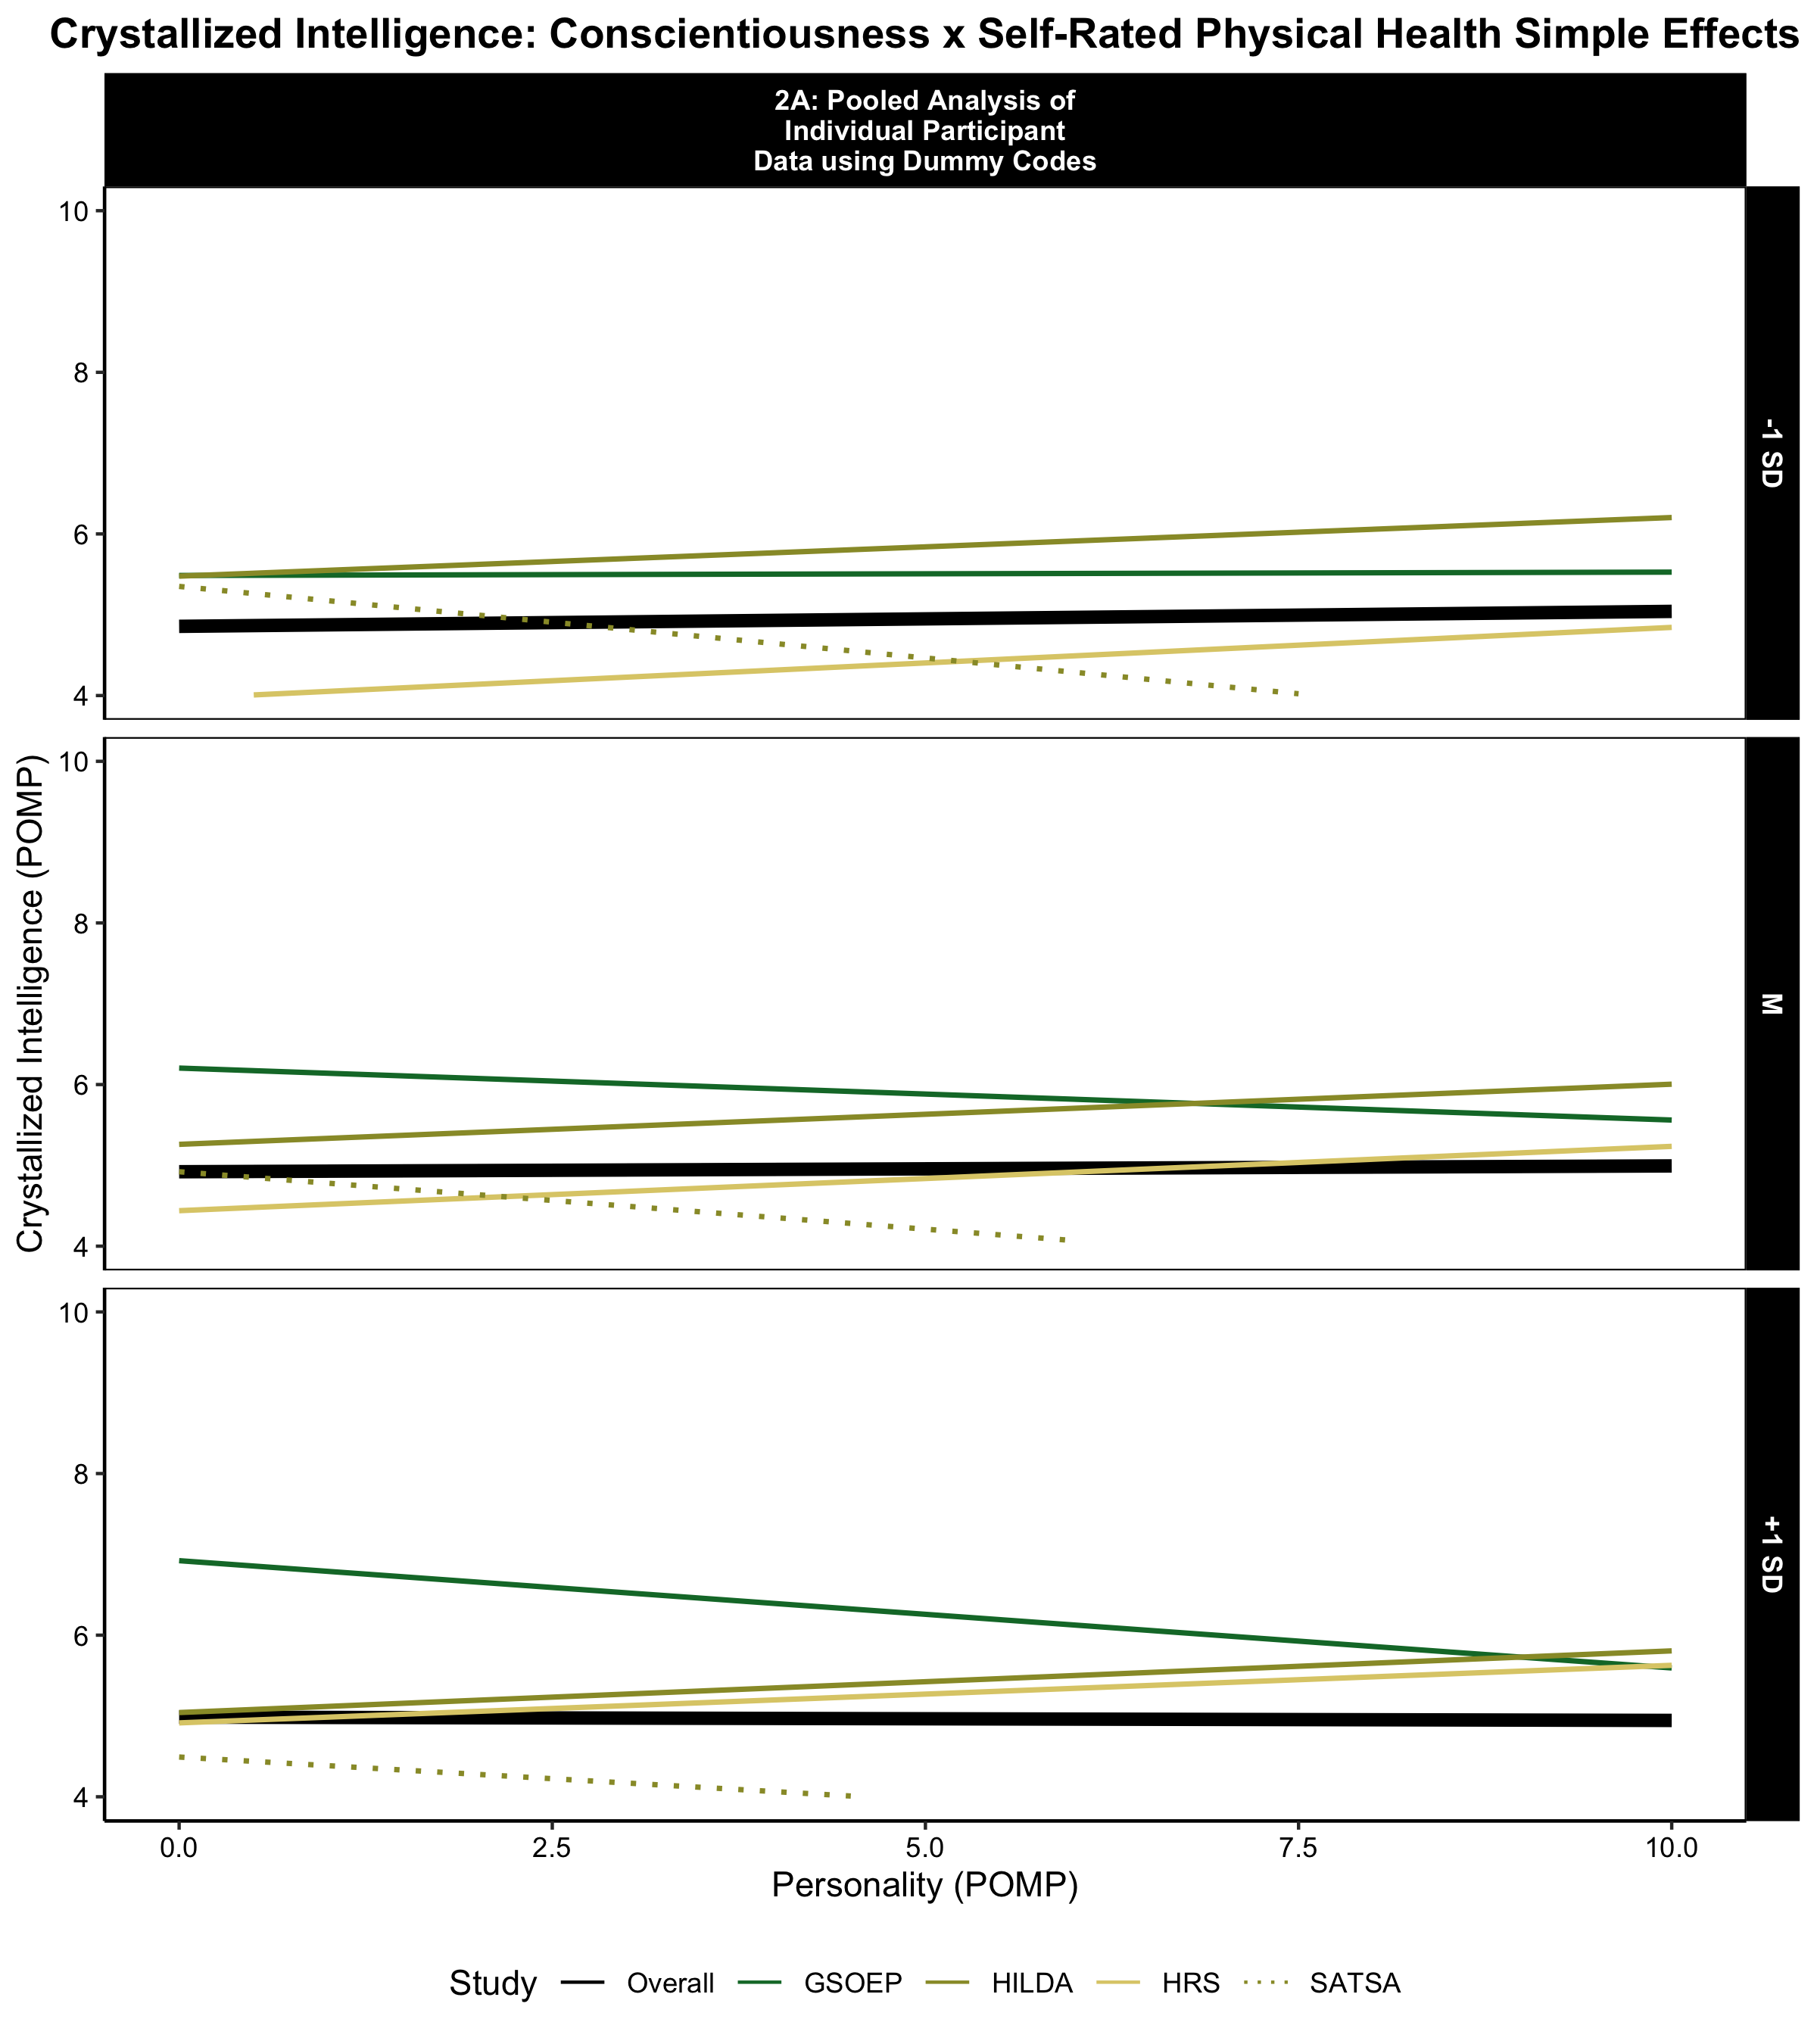 Crystallized Intelligence: Conscientiousness x Self-Rated Physical Health Simple Effects
2A: Pooled Analysis of
Individual Participant
Data using Dummy Codes
10
8
6
4
-1 SD
10
8
6
4
M
10
8
6
4
+1 SD
Crystallized Intelligence (POMP)
0.0 2.5 5.0 7.5 10.0
Personality (POMP)
Study Overall GSOEP HILDA HRS SATSA